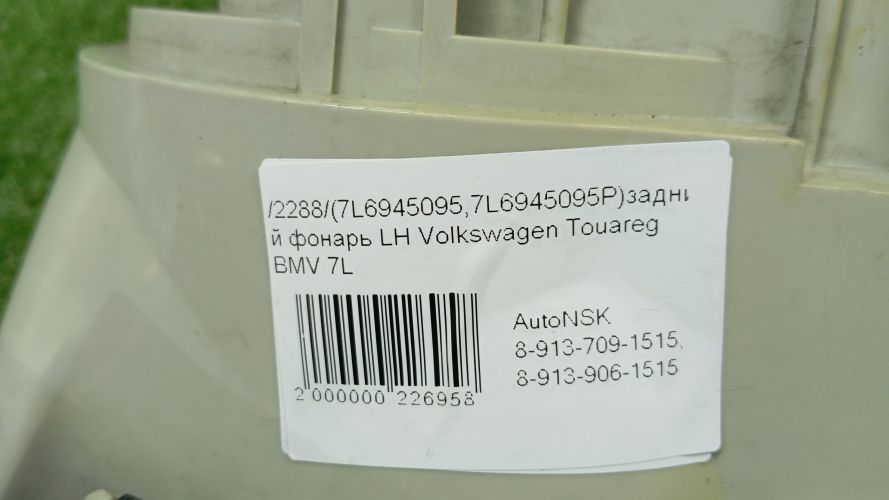 /2288/(7L6945095,7L6945095P)задни
й фонарь LH Volkswagen Touareg
BMV 7L
AutoNSK
8-913-709-1515,
8-913-906-1515
2 000000 226958